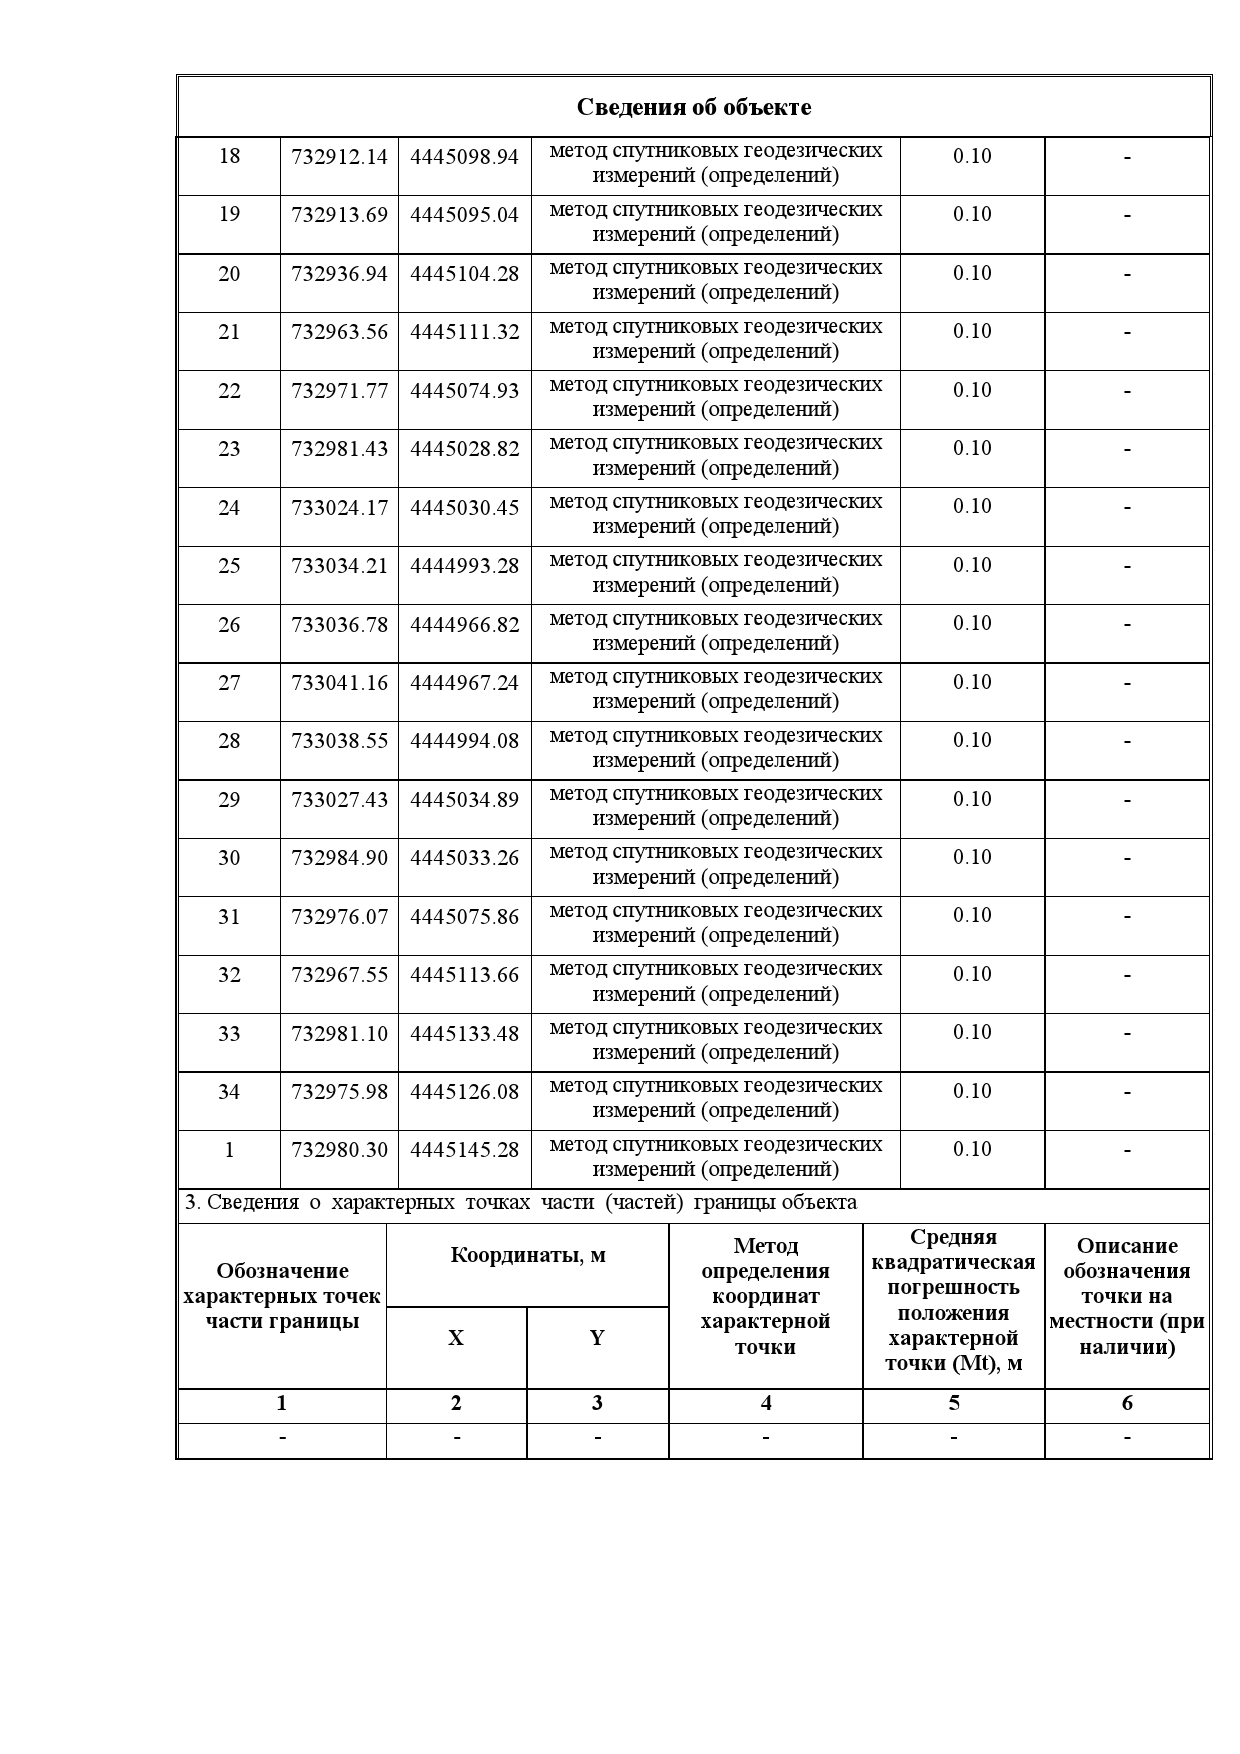 Сведения об объекте
18 732912.14 4445098.94 метод спутниковых геодезических измерений (определений) 0.10 -
19 732913.69 4445095.04 метод спутниковых геодезических измерений (определений) 0.10 -
20 732936.94 4445104.28 метод спутниковых геодезических измерений (определений) 0.10 -
21 732963.56 4445111.32 метод спутниковых геодезических измерений (определений) 0.10 -
22 732971.77 4445074.93 метод спутниковых геодезических измерений (определений) 0.10 -
23 732981.43 4445028.82 метод спутниковых геодезических измерений (определений) 0.10 -
24 733024.17 4445030.45 метод спутниковых геодезических измерений (определений) 0.10 -
25 733034.21 4444993.28 метод спутниковых геодезических измерений (определений) 0.10 -
26 733036.78 4444966.82 метод спутниковых геодезических измерений (определений) 0.10 -
27 733041.16 4444967.24 метод спутниковых геодезических измерений (определений) 0.10 -
28 733038.55 4444994.08 метод спутниковых геодезических измерений (определений) 0.10 -
29 733027.43 4445034.89 метод спутниковых геодезических измерений (определений) 0.10 -
30 732984.90 4445033.26 метод спутниковых геодезических измерений (определений) 0.10 -
31 732976.07 4445075.86 метод спутниковых геодезических измерений (определений) 0.10 -
32 732967.55 4445113.66 метод спутниковых геодезических измерений (определений) 0.10 -
33 732981.10 4445133.48 метод спутниковых геодезических измерений (определений) 0.10 -
34 732975.98 4445126.08 метод спутниковых геодезических измерений (определений) 0.10 -
1 732980.30 4445145.28 метод спутниковых геодезических измерений (определений) 0.10 -
3. Сведения о характерных точках части (частей) границы объекта
Обозначение
характерных точек
части границы
Координаты, м
X Y
Метод
определения
координат
характерной
точки
Средняя
квадратическая
погрешность
положения
характерной
точки (Mt), м
Описание
обозначения
точки на
местности (при
наличии)
1 2 3 4 5 6
- - - - - -